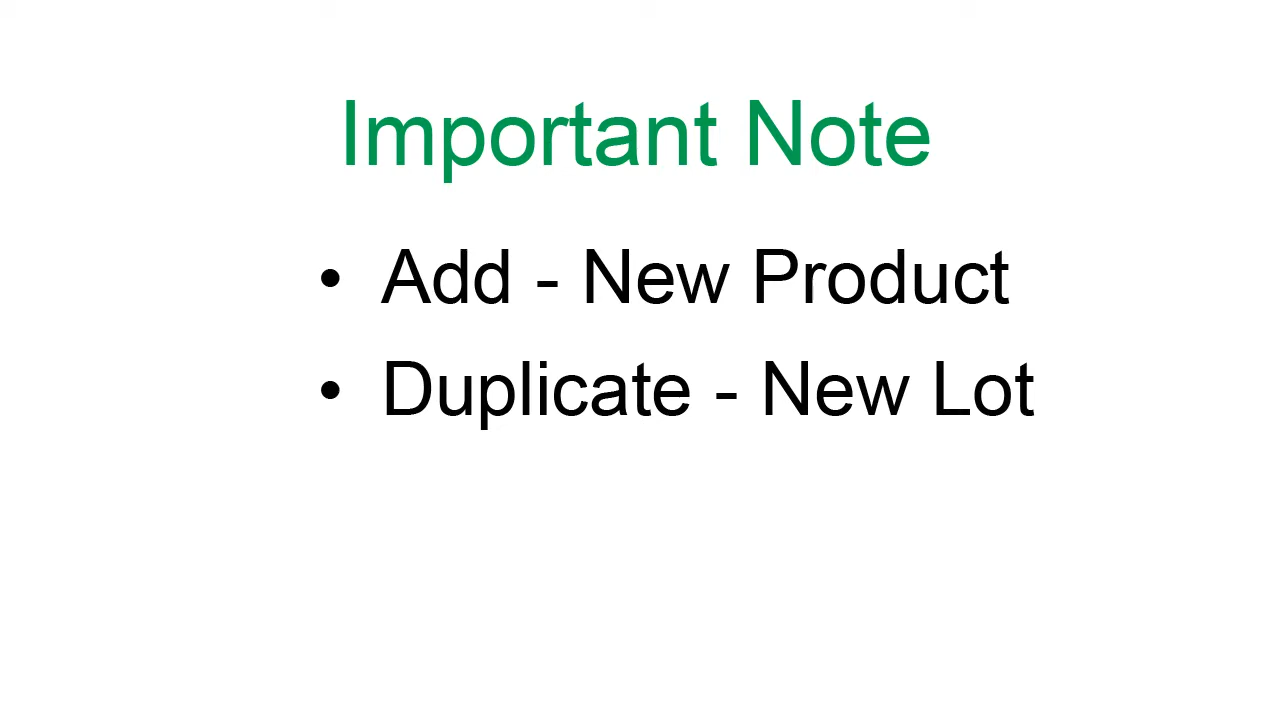 Important Note
• Add - New Product
• Duplicate - New Lot